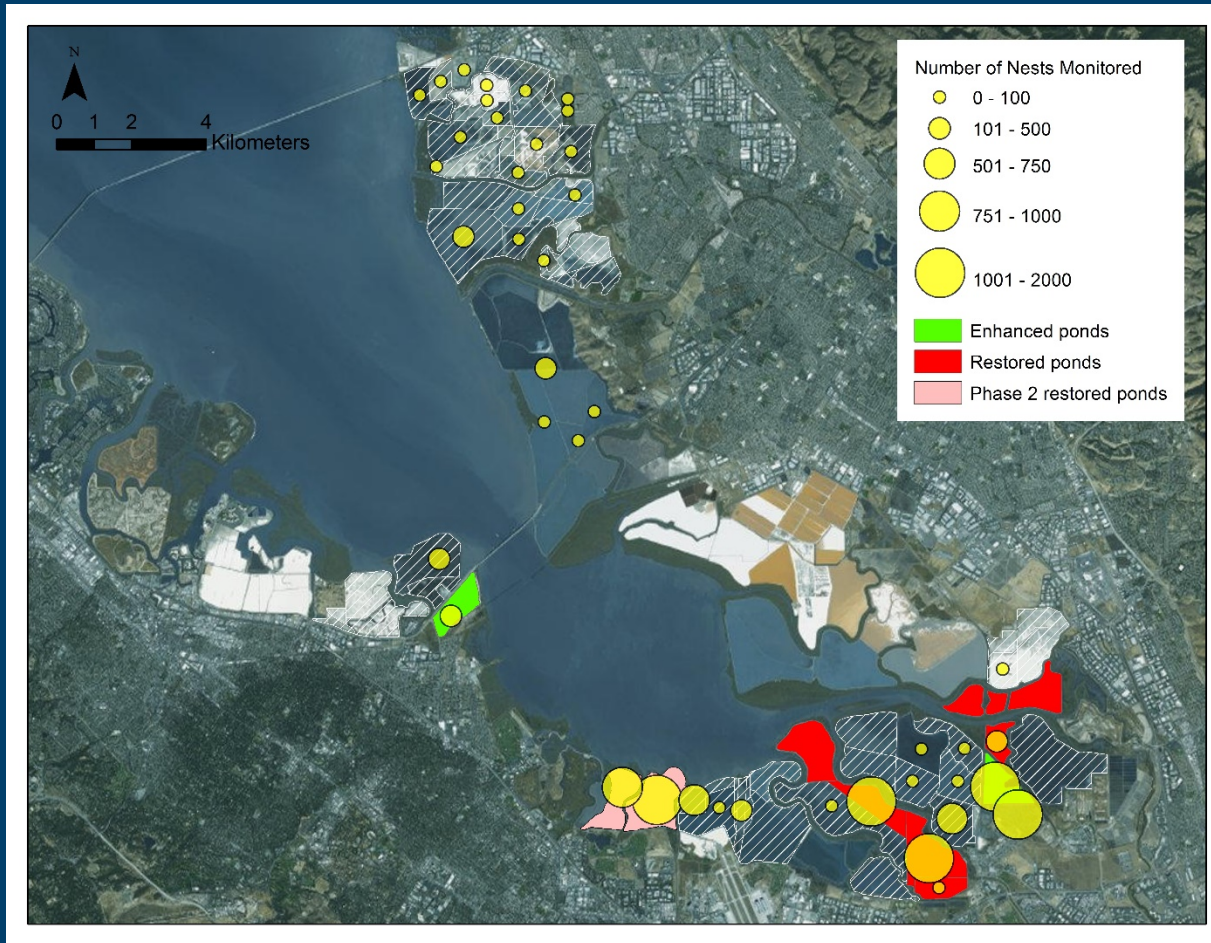 N
0 1 2 4
Kilometers
Number of Nests Monitored
0 - 100
101 - 500
501 - 750
751 - 1000
1001 - 2000
Enhanced ponds
Restored ponds
Phase 2 restored ponds